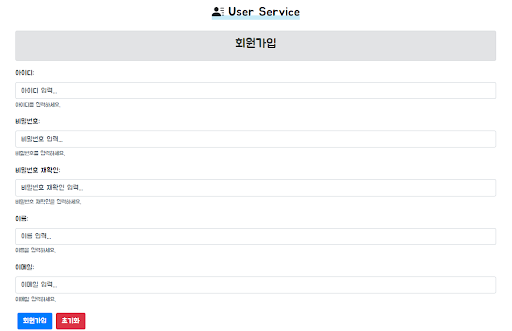 User Service
회원가입
아이디:
아이디 입력...
아이디를 입력하세요.
비밀번호:
비밀번호 입력...
비밀번호를 입력하세요.
비밀번호 재확인:
비밀번호 재확인 입력...
비밀번호 재확인을 입력하세요.
이름:
이름 입력...
이름을 입력하세요.
이메일:
이메일 입력...
이메일 입력하세요.
회원가입 초기화